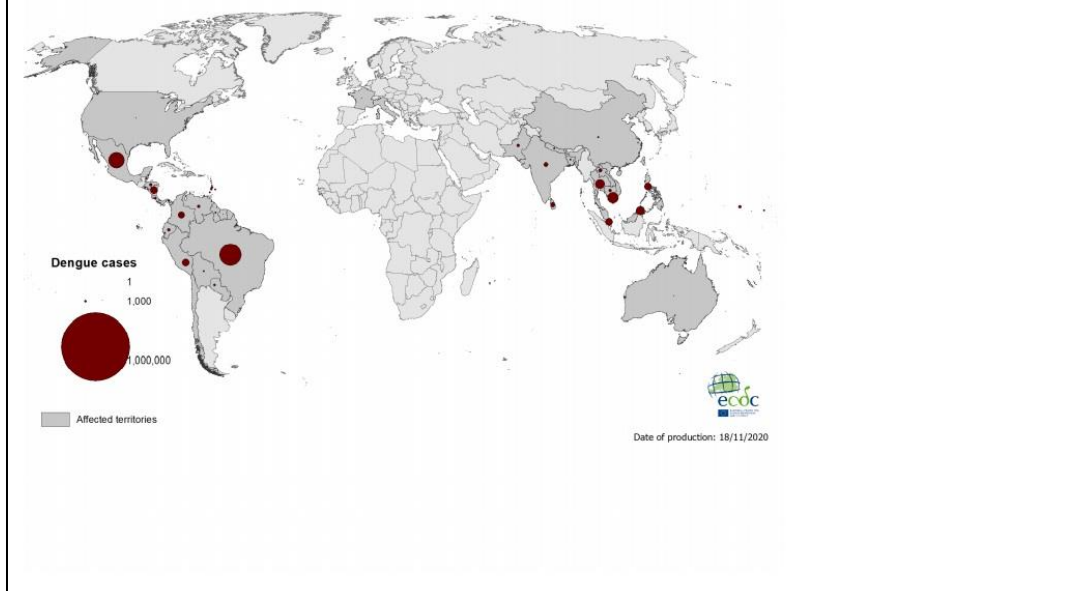 Dengue cases
1
1,000
1,000,000
Affected territories
ecdc
Date of production: 18/11/2020